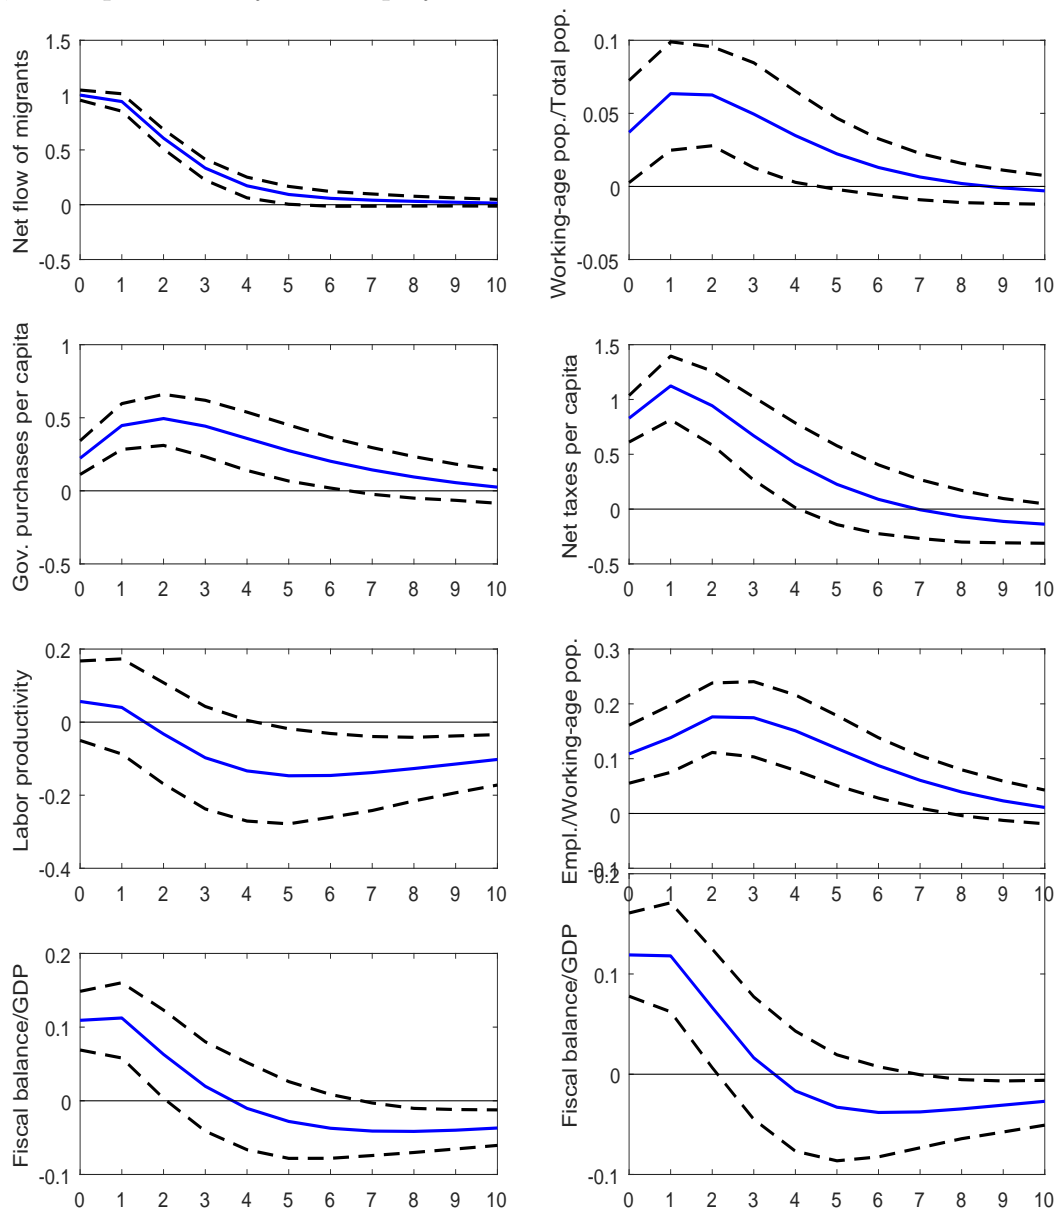 Net flow of migrants
1.5
1
0.5
0
-0.5
0 1 2 3 4 5 6 7 8 9 10
Working-age pop./Total pop.
0.1
0.05
0
-0.05
0 1 2 3 4 5 6 7 8 9 10
Gov. purchases per capita
1
0.5
0
-0.5
0 1 2 3 4 5 6 7 8 9 10
Net taxes per capita
1.5
1
0.5
0
-0.5
0 1 2 3 4 5 6 7 8 9 10
Labor productivity
0.2
0
-0.2
-0.4
0 1 2 3 4 5 6 7 8 9 10
Empl./Working-age pop.
0.3
0.2
0.1
0
-0.1
0 1 2 3 4 5 6 7 8 9 10
Fiscal balance/GDP
0.2
0.1
0
-0.1
0 1 2 3 4 5 6 7 8 9 10
Fiscal balance/GDP
0.2
0.1
0
-0.1
0 1 2 3 4 5 6 7 8 9 10